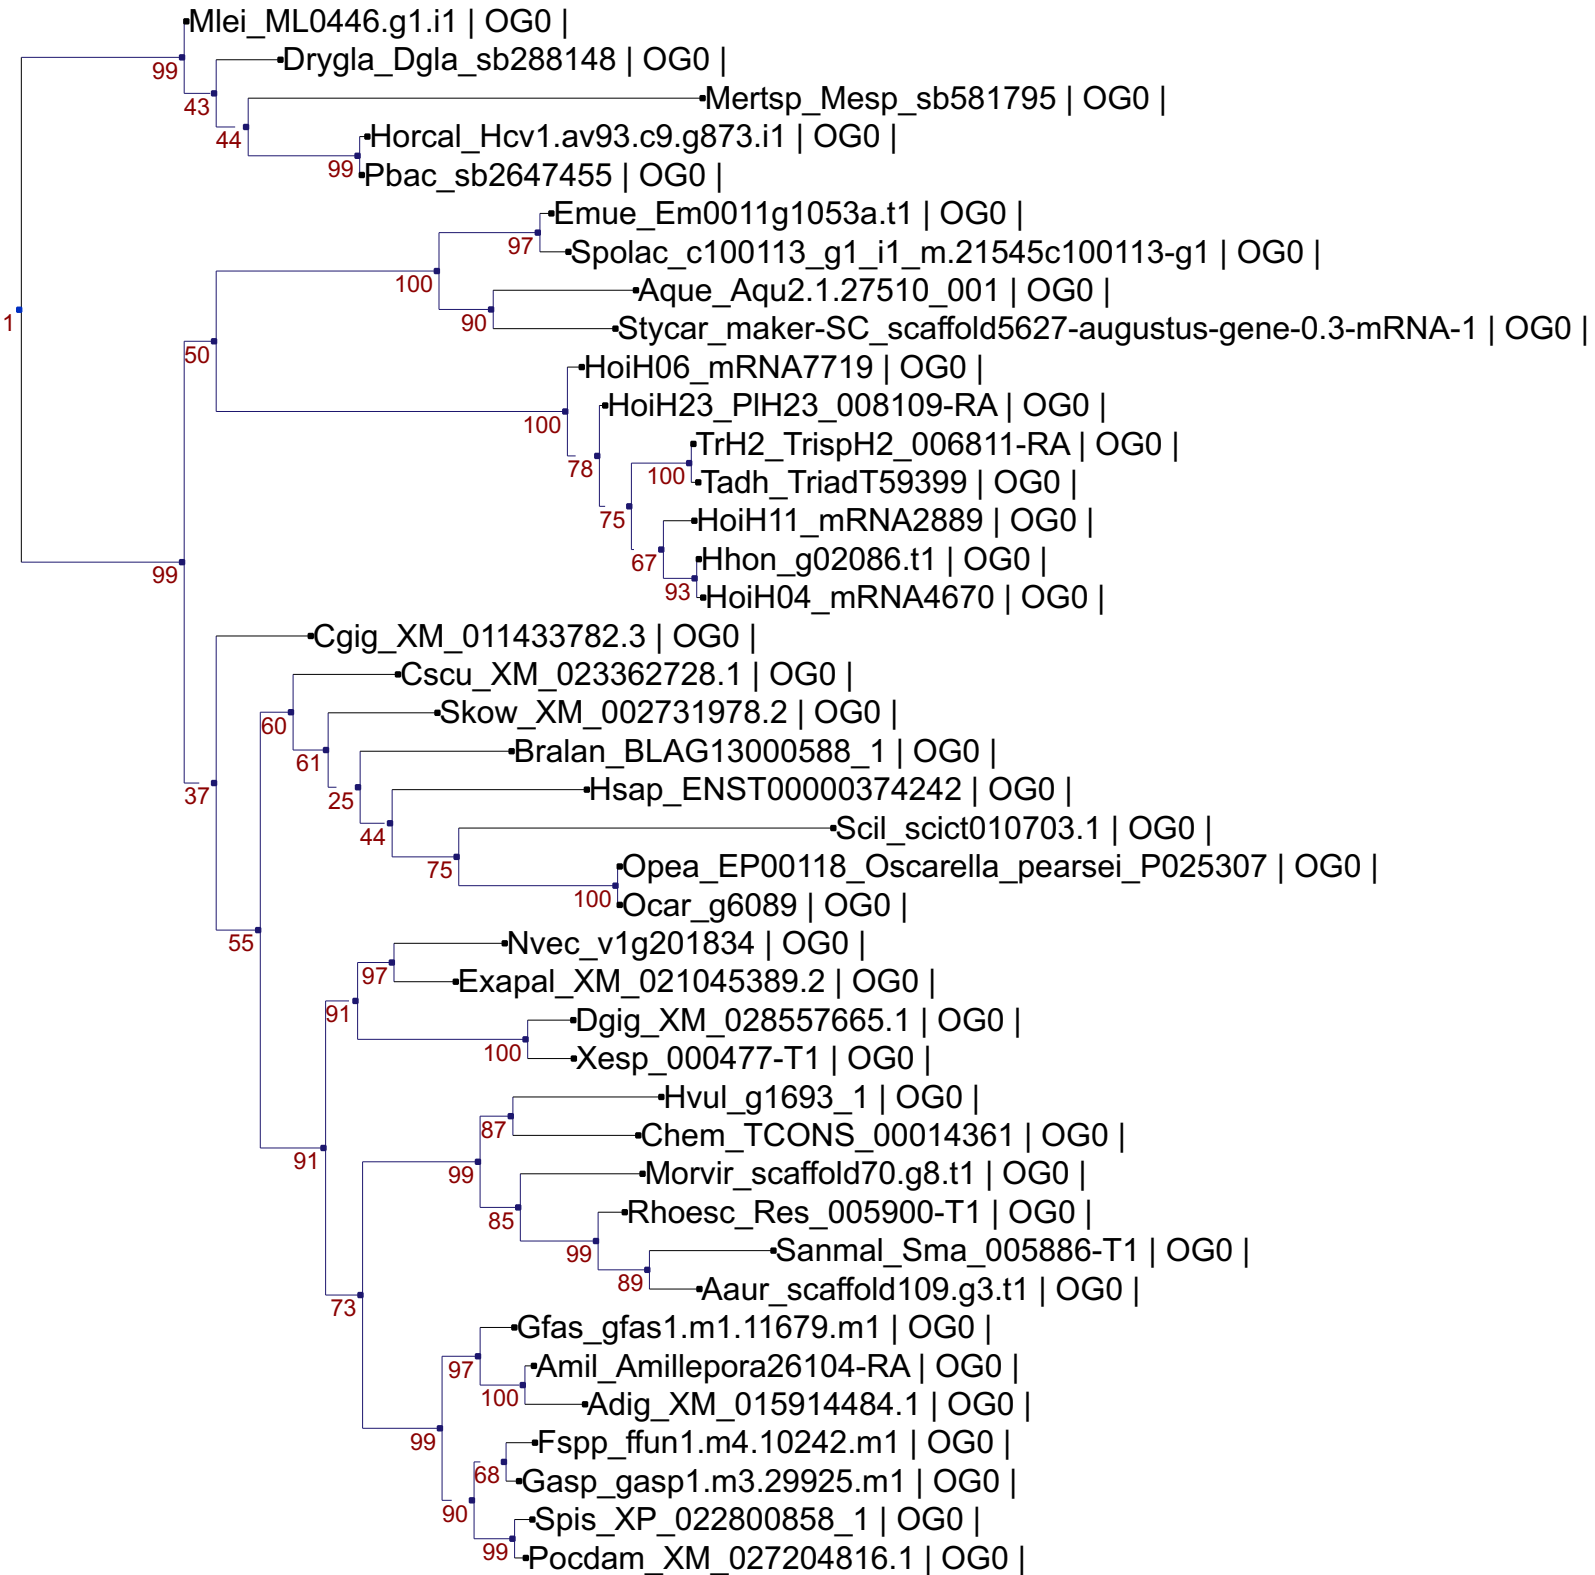 Mlei_ML0446.g1.i1 | OG0 |
Drygla_Dgla_sb288148 | OG0 |
99
43
Mertsp_Mesp_sb581795 | OG0 |
44
Horcal_Hcv1.av93.c9.g873.i1 | OG0 |
99
Pbac_sb2647455 | OG0 |
Emue_Em0011g1053a.t1 | OG0 |
97
Spolac_c100113_g1_i1_m.21545c100113-g1 | OG0 |
100
Aque_Aqu2.1.27510_001 | OG0 |
1
90
Stycar_maker-SC_scaffold5627-augustus-gene-0.3-mRNA-1 | OG0 |
50
HoiH06_mRNA7719 | OG0 |
HoiH23_PlH23_008109-RA | OG0 |
100
TrH2_TrispH2_006811-RA | OG0 |
78
100
Tadh_TriadT59399 | OG0 |
75
HoiH11_mRNA2889 | OG0 |
67
Hhon_g02086.t1 | OG0 |
99
93
HoiH04_mRNA4670 | OG0 |
Cgig_XM_011433782.3 | OG0 |
Cscu_XM_023362728.1 | OG0 |
60
Skow_XM_002731978.2 | OG0 |
61
Bralan_BLAG13000588_1 | OG0 |
37
25
Hsap_ENST00000374242 | OG0 |
44
Scil_scict010703.1 | OG0 |
75
Opea_EP00118_Oscarella_pearsei_P025307 | OG0 |
100
Ocar_g6089 | OG0 |
55
Nvec_v1g201834 | OG0 |
97
Exapal_XM_021045389.2 | OG0 |
91
Dgig_XM_028557665.1 | OG0 |
100
Xesp_000477-T1 | OG0 |
Hvul_g1693_1 | OG0 |
87
Chem_TCONS_00014361 | OG0 |
91
99
Morvir_scaffold70.g8.t1 | OG0 |
85
Rhoesc_Res_005900-T1 | OG0 |
99
Sanmal_Sma_005886-T1 | OG0 |
89
Aaur_scaffold109.g3.t1 | OG0 |
73
Gfas_gfas1.m1.11679.m1 | OG0 |
97
Amil_Amillepora26104-RA | OG0 |
100
Adig_XM_015914484.1 | OG0 |
99
Fspp_ffun1.m4.10242.m1 | OG0 |
68
Gasp_gasp1.m3.29925.m1 | OG0 |
90
Spis_XP_022800858_1 | OG0 |
99
Pocdam_XM_027204816.1 | OG0 |